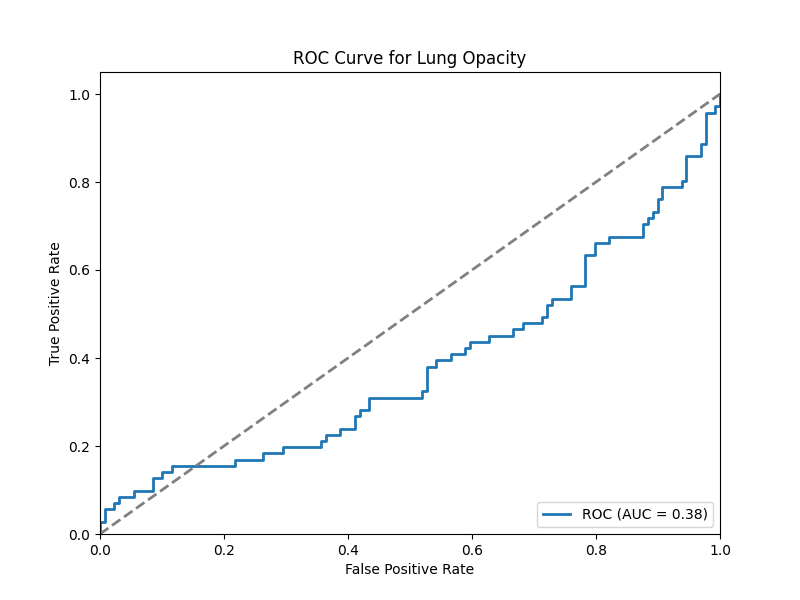 ROC Curve for Lung Opacity
True Positive Rate
1.0
0.8
0.6
0.4
0.2
0.0
ROC (AUC = 0.38)
0.0 0.2 0.4 0.6 0.8 1.0
False Positive Rate